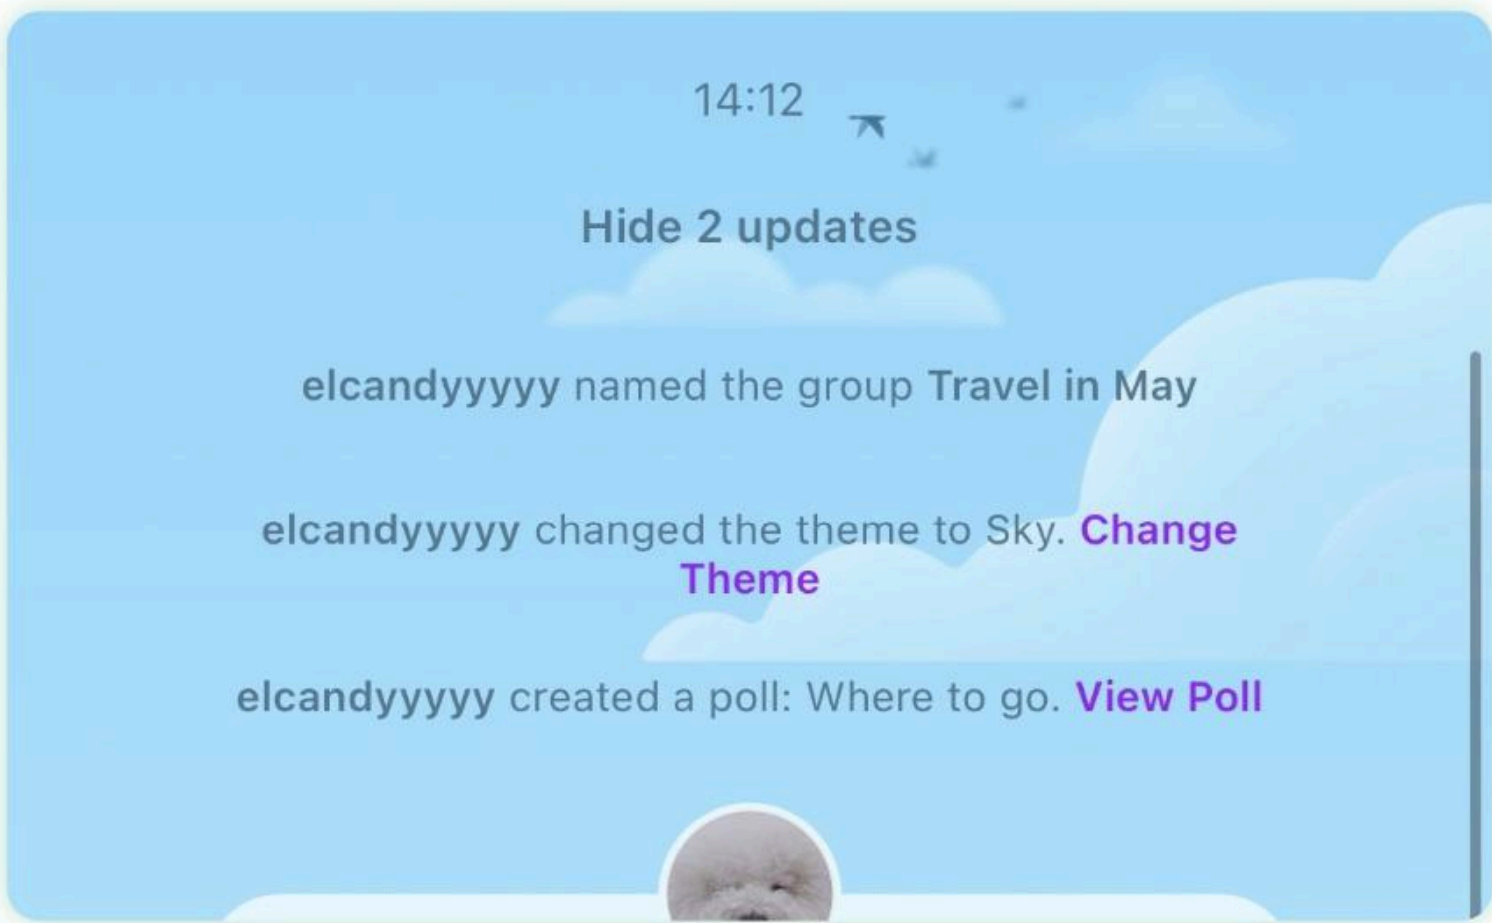 14:12
Hide 2 updates
elcandyyyyy named the group Travel in May
elcandyyyyy changed the theme to Sky. Change
Theme
elcandyyyyy created a poll: Where to go. View Poll